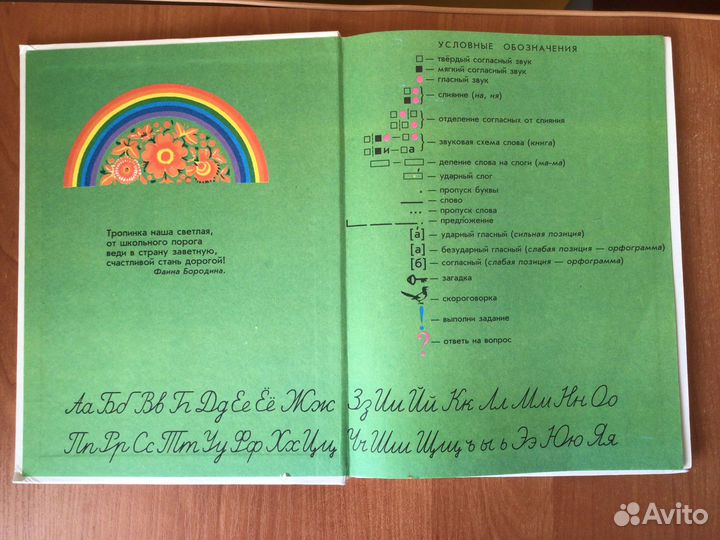 Тропинка наша светлая,
от школьного порога
веди в страну заветную,
счастливой стань дорогой!
Фаина Бородина.
УСЛОВНЫЕ ОБОЗНАЧЕНИЯ
— твёрдый согласный звук
— мягкий согласный звук
— гласный звук
— слияние (на, ня)
— отделение согласных от слияния
— звуковая схема слова (книга)
и — а
— деление слова на слоги (ма-ма)
— ударный слог
. — пропуск буквы
— слово
... — пропуск слова
— предложение
[а́] — ударный гласный (сильная позиция)
[а] — безударный гласный (слабая позиция — орфограмма)
[б] — согласный (слабая позиция — орфограмма)
— загадка
— скороговорка
! — выполни задание
? — ответь на вопрос
Аа Бб Вв Гг Дд Ее Ёё Жж Зз Ии Йй Кк Лл Мм Нн Оо
Пп Рр Сс Тт Уу Фф Хх Цц Чч Шш Щщ ъ ы ь Ээ Юю Яя
Avito